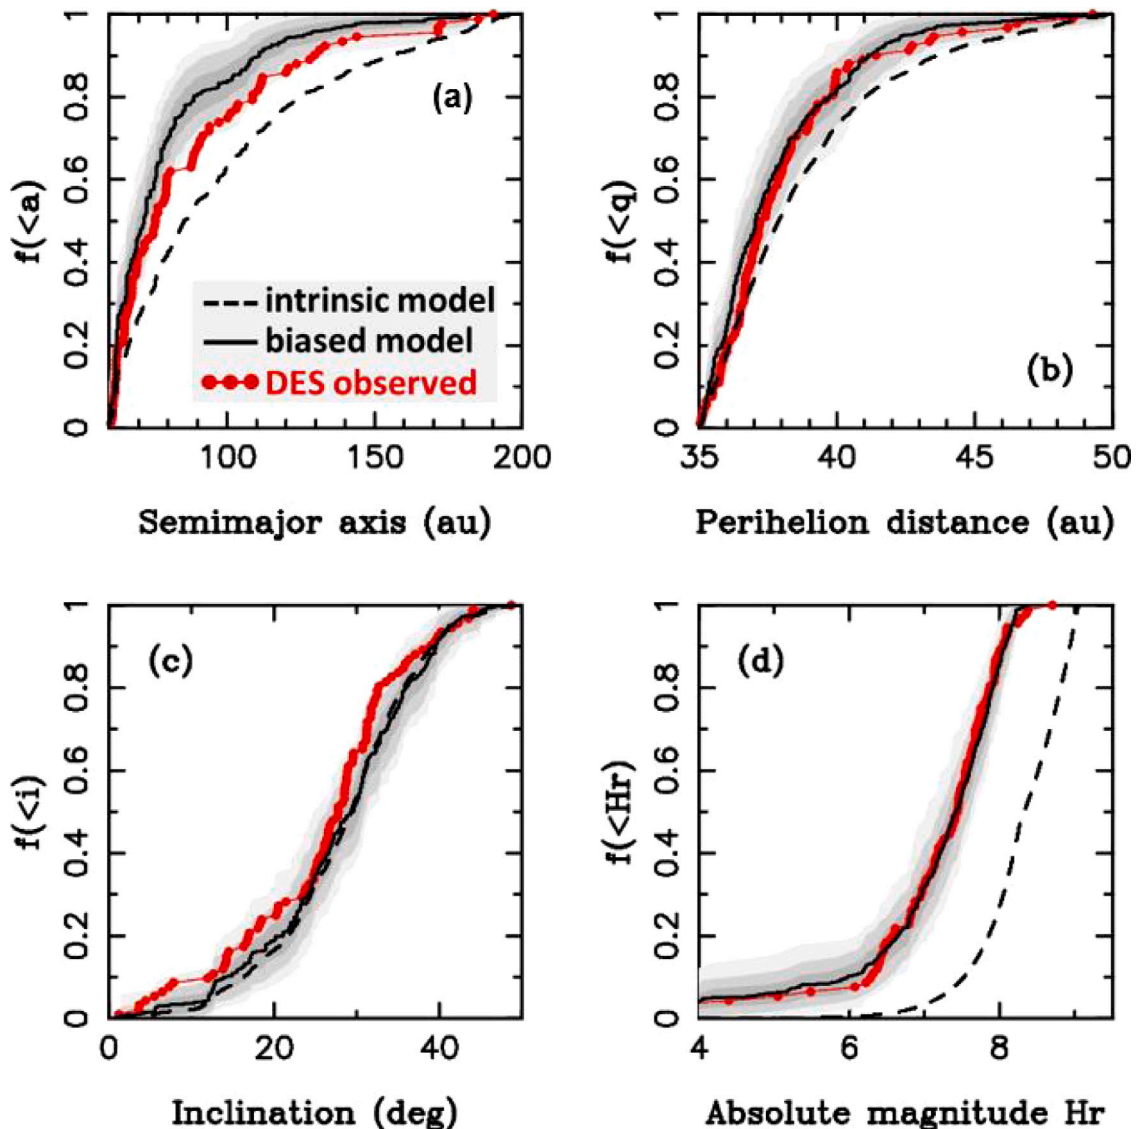 f(<a)
0 0.2 0.4 0.6 0.8 1
(a)
intrinsic model
biased model
DES observed
100 150 200
Semimajor axis (au)
f(<q)
0 0.2 0.4 0.6 0.8 1
(b)
35 40 45 50
Perihelion distance (au)
f(<i)
0 0.2 0.4 0.6 0.8 1
(c)
0 20 40
Inclination (deg)
f(<Hr)
0 0.2 0.4 0.6 0.8 1
(d)
4 6 8
Absolute magnitude Hr